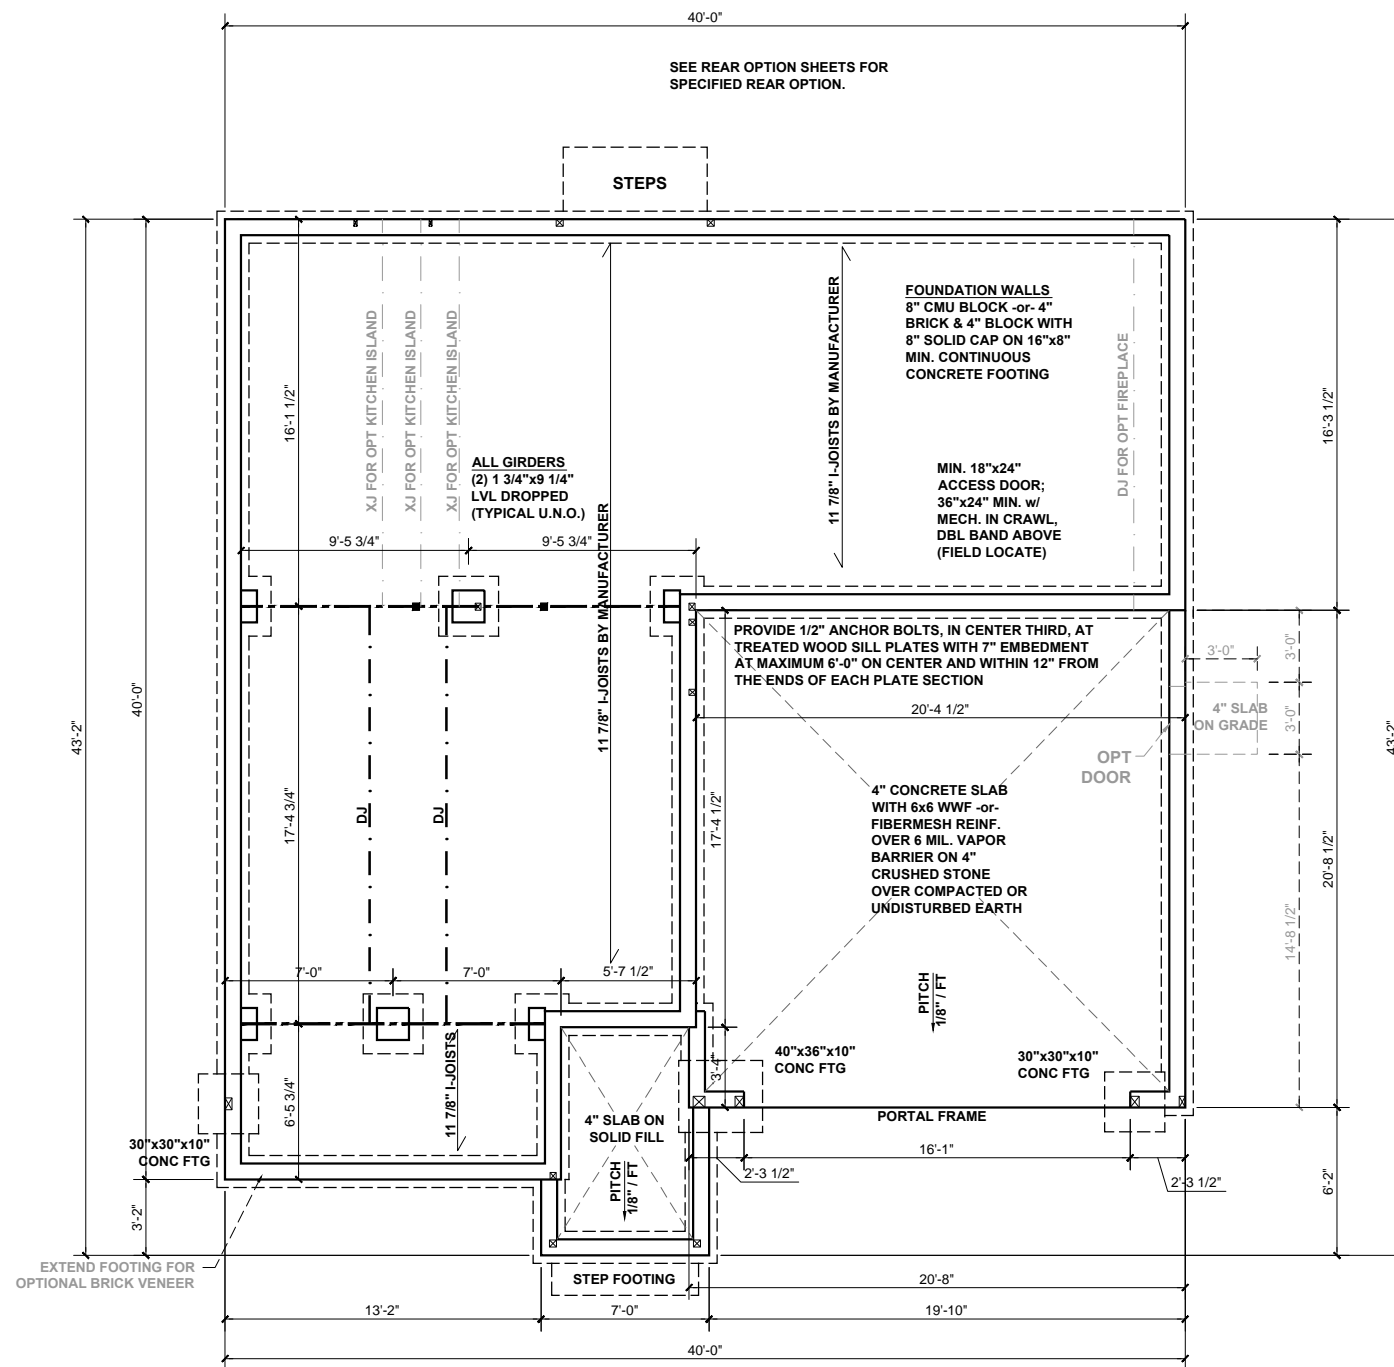 40'-0"
SEE REAR OPTION SHEETS FOR
SPECIFIED REAR OPTION.
STEPS
FOUNDATION WALLS
8" CMU BLOCK -or- 4"
BRICK & 4" BLOCK WITH
8" SOLID CAP ON 16"x8"
MIN. CONTINUOUS
CONCRETE FOOTING
XJ FOR OPT KITCHEN ISLAND
XJ FOR OPT KITCHEN ISLAND
XJ FOR OPT KITCHEN ISLAND
11 7/8" I-JOISTS BY MANUFACTURER
DJ FOR OPT FIREPLACE
16'-1 1/2"
16'-3 1/2"
ALL GIRDERS
(2) 1 3/4"x9 1/4"
LVL DROPPED
(TYPICAL U.N.O.)
MIN. 18"x24"
ACCESS DOOR;
36"x24" MIN. w/
MECH. IN CRAWL,
DBL BAND ABOVE
(FIELD LOCATE)
9'-5 3/4"
9'-5 3/4"
11 7/8" I-JOISTS BY MANUFACTURER
PROVIDE 1/2" ANCHOR BOLTS, IN CENTER THIRD, AT
TREATED WOOD SILL PLATES WITH 7" EMBEDMENT
AT MAXIMUM 6'-0" ON CENTER AND WITHIN 12" FROM
THE ENDS OF EACH PLATE SECTION
3'-0"
3'-0"
20'-4 1/2"
4" SLAB
ON GRADE
3'-0"
43'-2"
40'-0"
43'-2"
OPT
DOOR
4" CONCRETE SLAB
WITH 6x6 WWF -or-
FIBERMESH REINF.
OVER 6 MIL. VAPOR
BARRIER ON 4"
CRUSHED STONE
OVER COMPACTED OR
UNDISTURBED EARTH
17'-4 3/4"
DJ
DJ
17'-4 1/2"
20'-8 1/2"
14'-8 1/2"
7'-0"
7'-0"
5'-7 1/2"
PITCH
1/8" / FT
11 7/8" I-JOISTS
3'-4"
40"x36"x10"
CONC FTG
30"x30"x10"
CONC FTG
6'-5 3/4"
4" SLAB ON
SOLID FILL
PORTAL FRAME
30"x30"x10"
CONC FTG
16'-1"
PITCH
1/8" / FT
2'-3 1/2"
2'-3 1/2"
6'-2"
3'-2"
EXTEND FOOTING FOR
OPTIONAL BRICK VENEER
STEP FOOTING
20'-8"
13'-2"
7'-0"
19'-10"
40'-0"